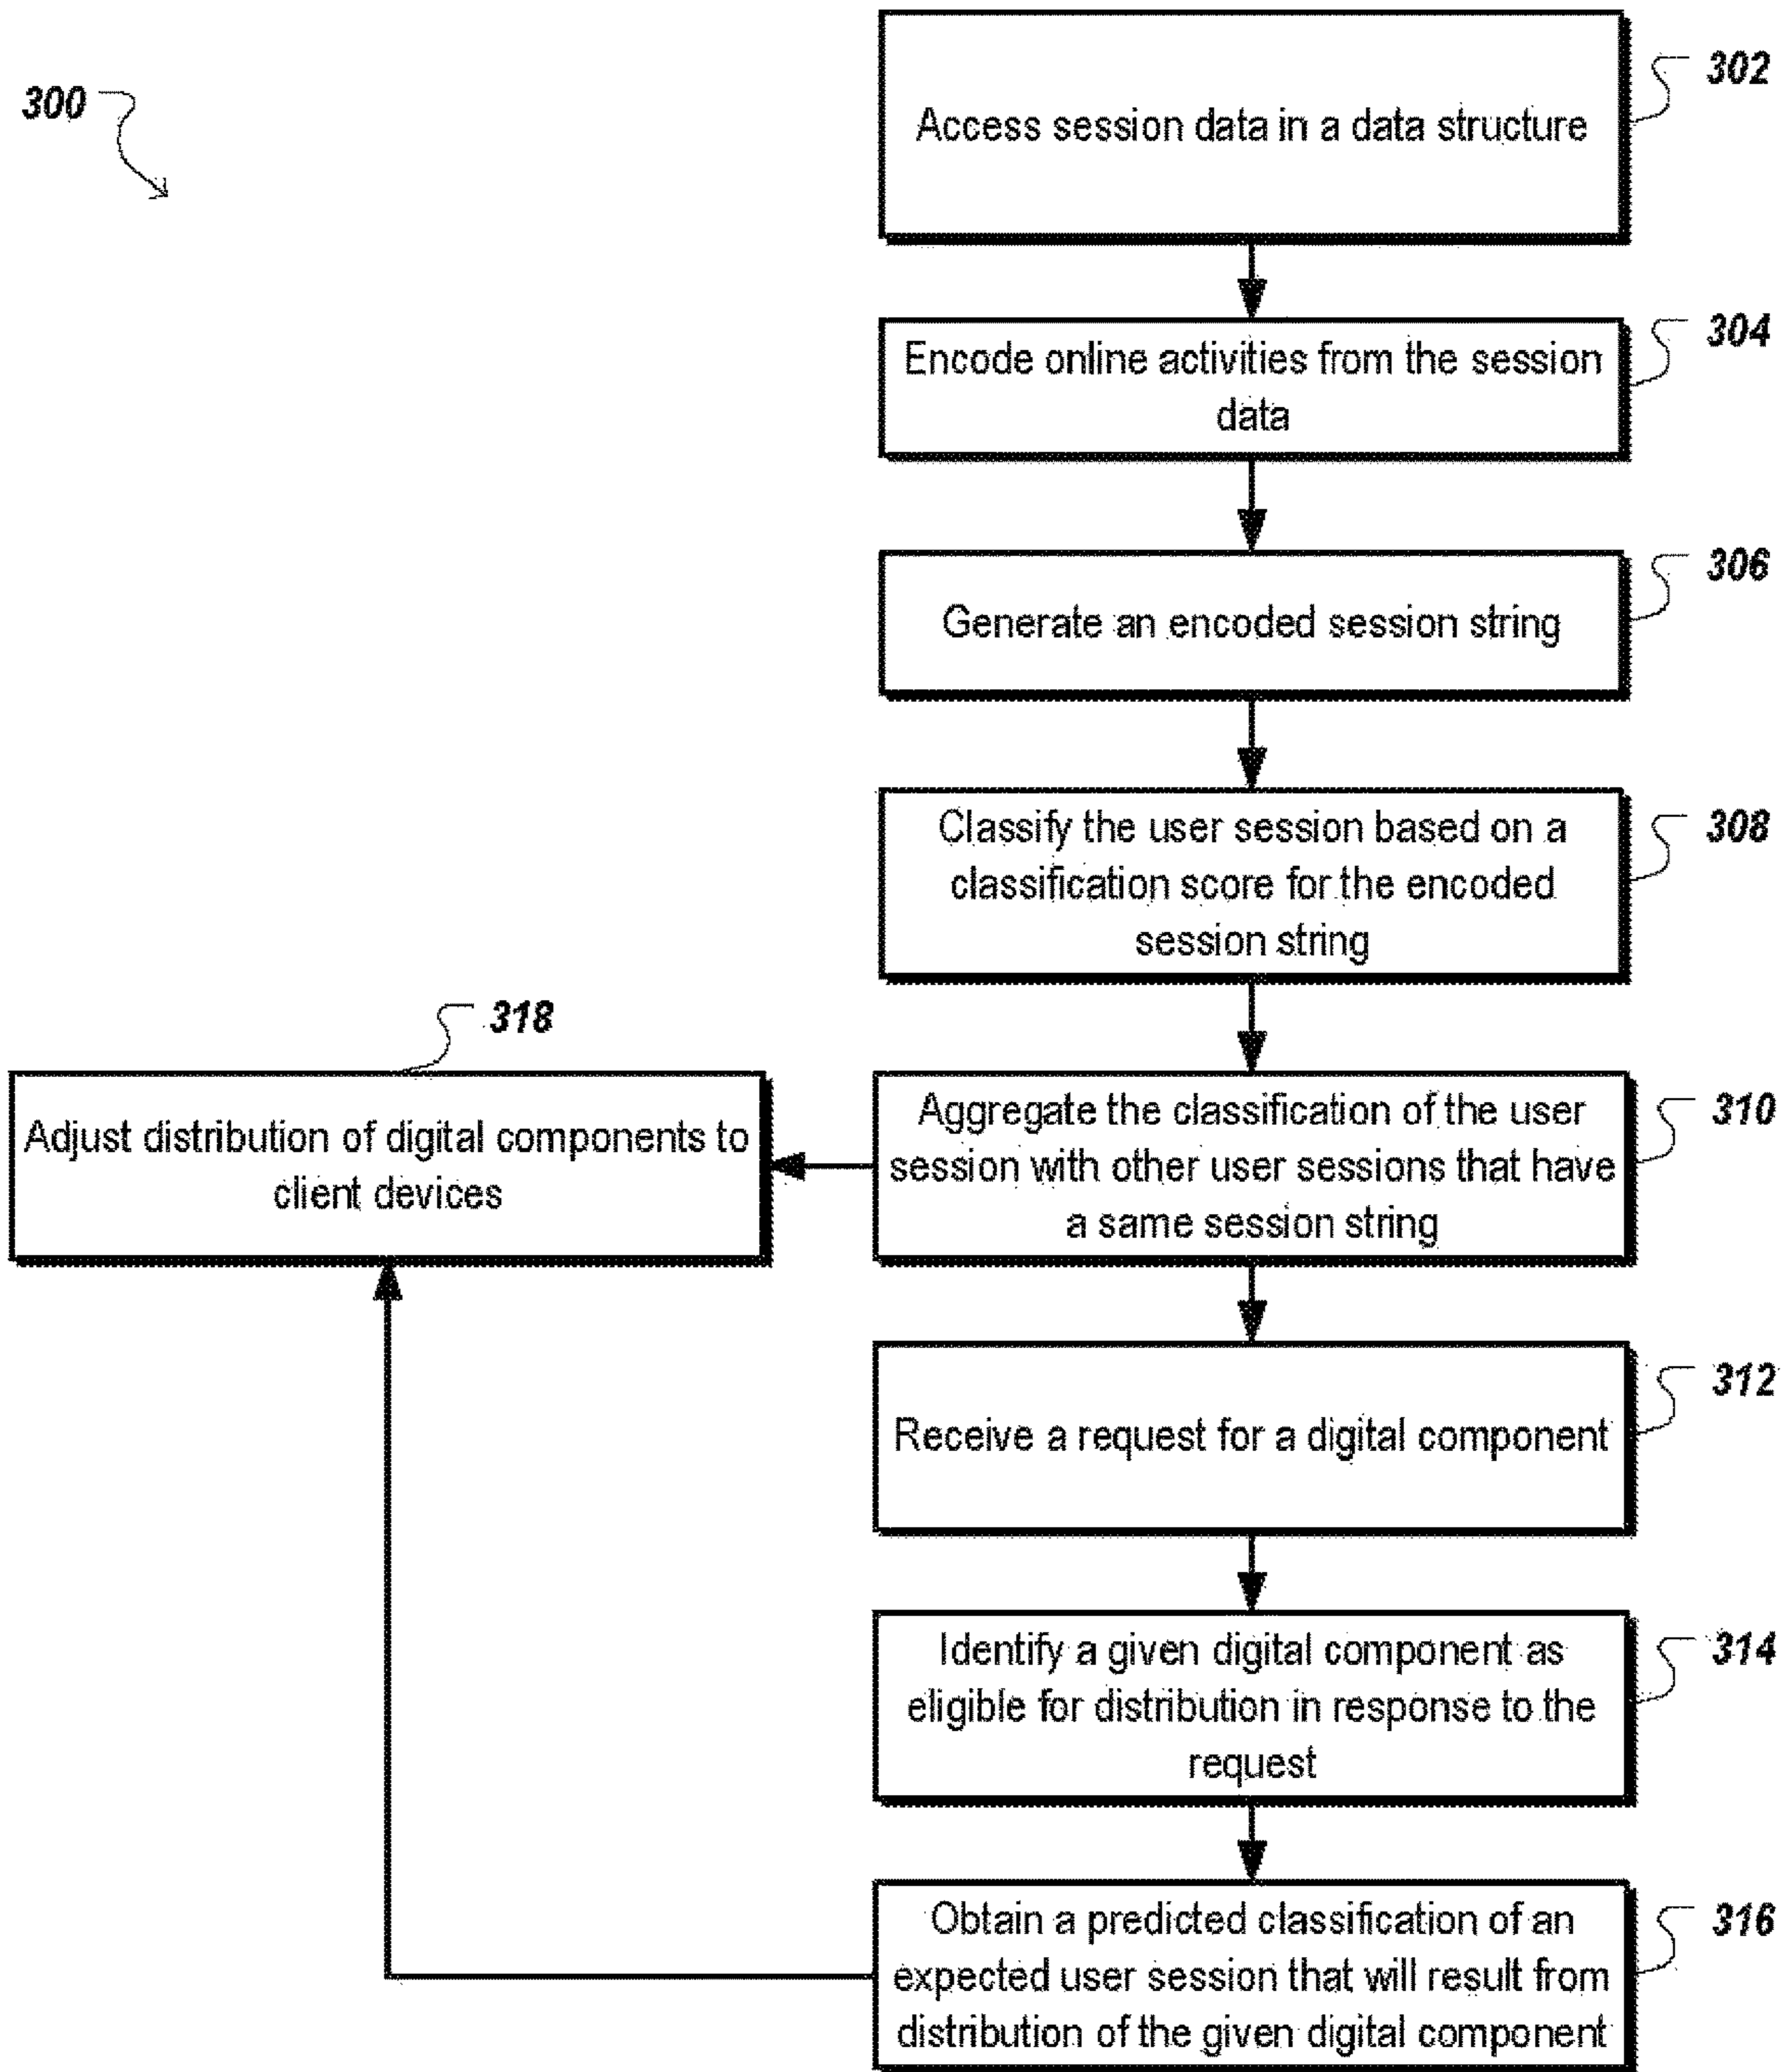 300
302
Access session data in a data structure
304
Encode online activities from the session
data
306
Generate an encoded session string
308
Classify the user session based on a
classification score for the encoded
session string
318
Adjust distribution of digital components to
client devices
310
Aggregate the classification of the user
session with other user sessions that have
a same session string
312
Receive a request for a digital component
314
Identify a given digital component as
eligible for distribution in response to the
request
316
Obtain a predicted classification of an
expected user session that will result from
distribution of the given digital component